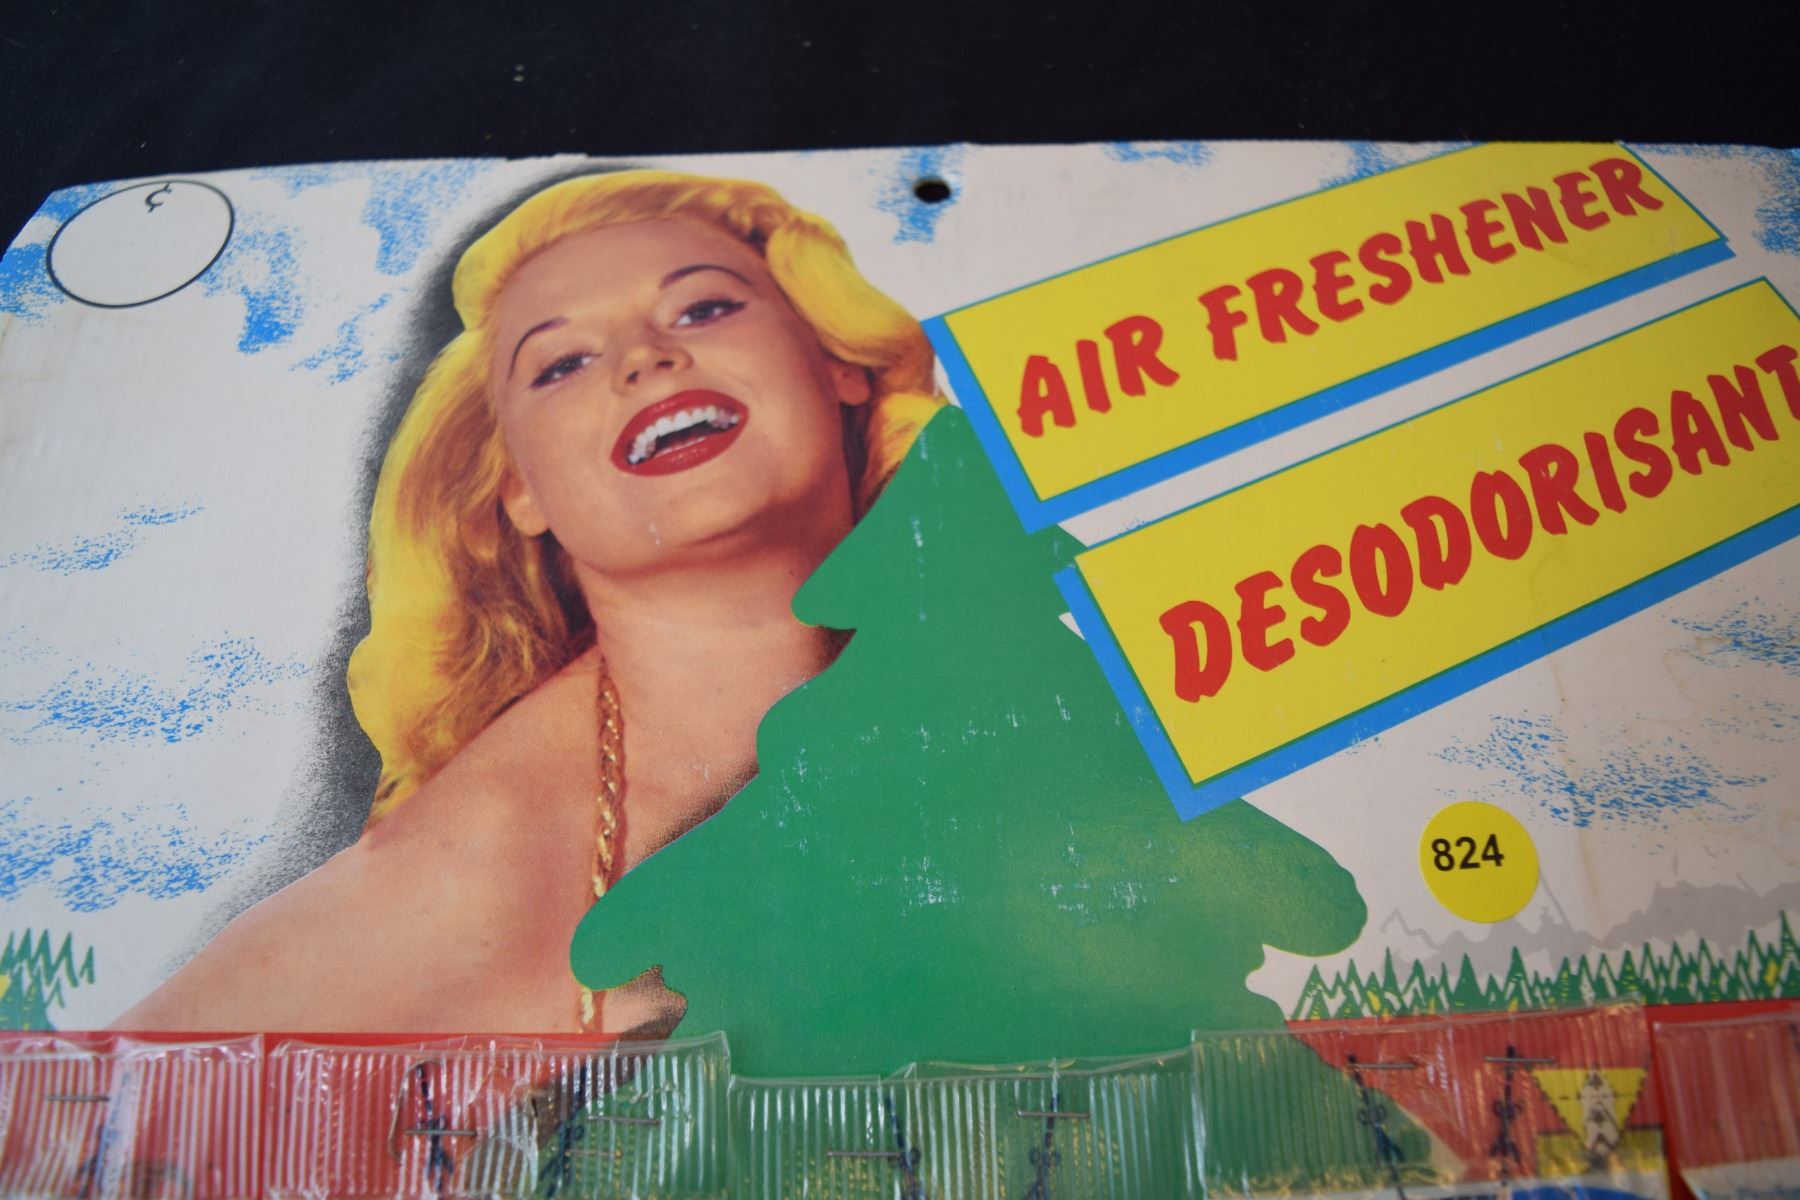 ¢
AIR FRESHENER
DESODORISANT
824